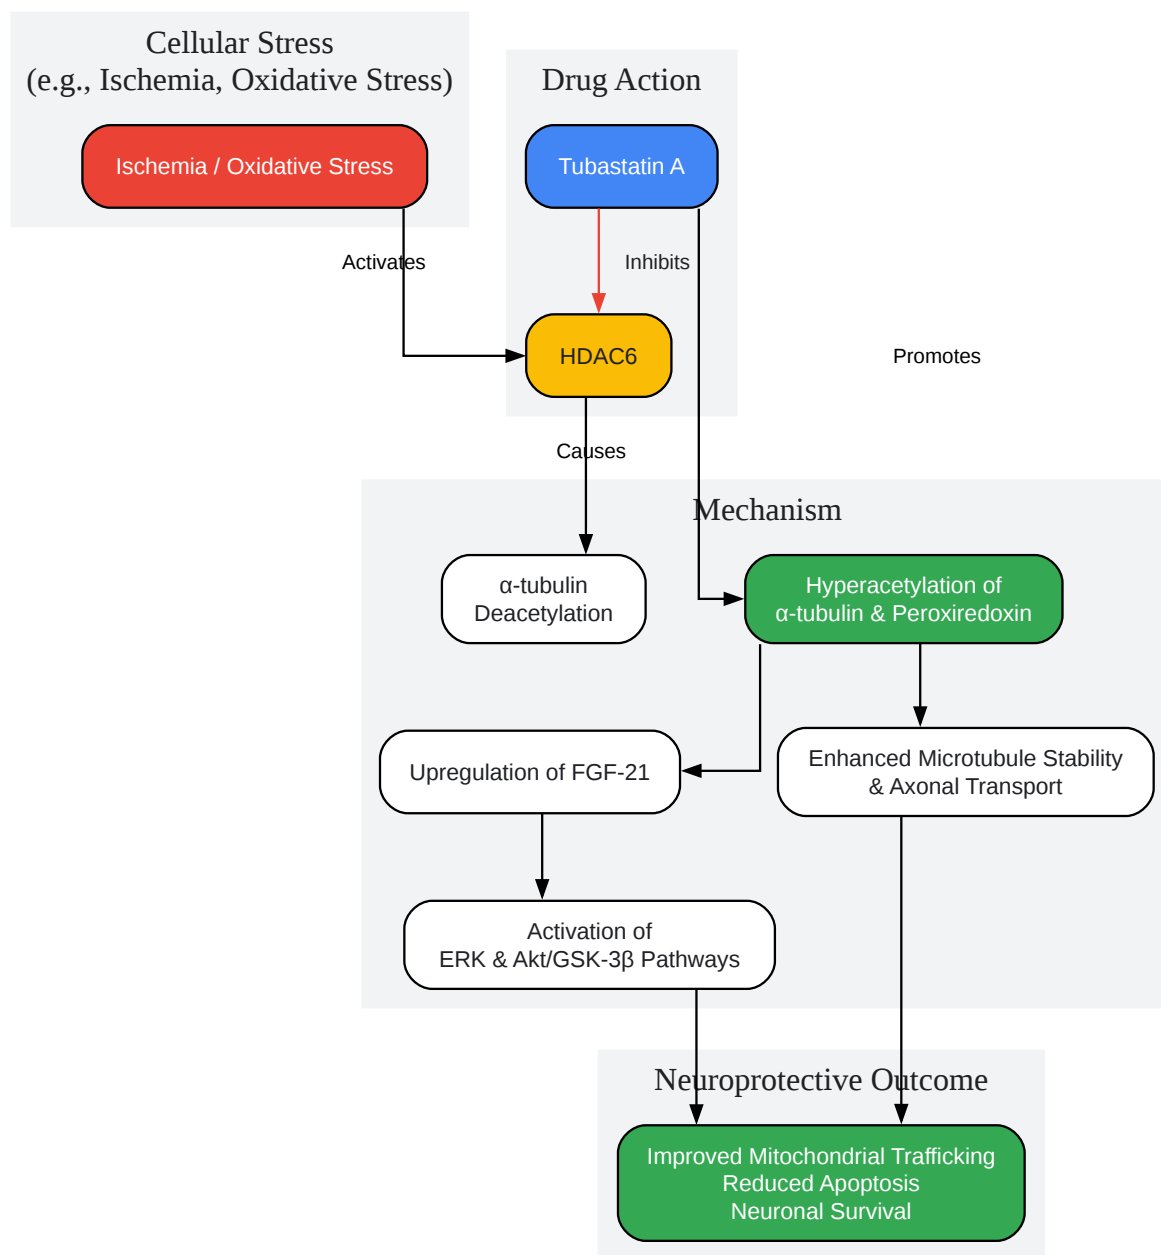 Cellular Stress
(e.g., Ischemia, Oxidative Stress)
Drug Action
Ischemia / Oxidative Stress
Tubastatin A
Activates
Inhibits
HDAC6
Promotes
Causes
Mechanism
α-tubulin
Deacetylation
Hyperacetylation of
α-tubulin & Peroxiredoxin
Upregulation of FGF-21
Enhanced Microtubule Stability
& Axonal Transport
Activation of
ERK & Akt/GSK-3β Pathways
Neuroprotective Outcome
Improved Mitochondrial Trafficking
Reduced Apoptosis
Neuronal Survival